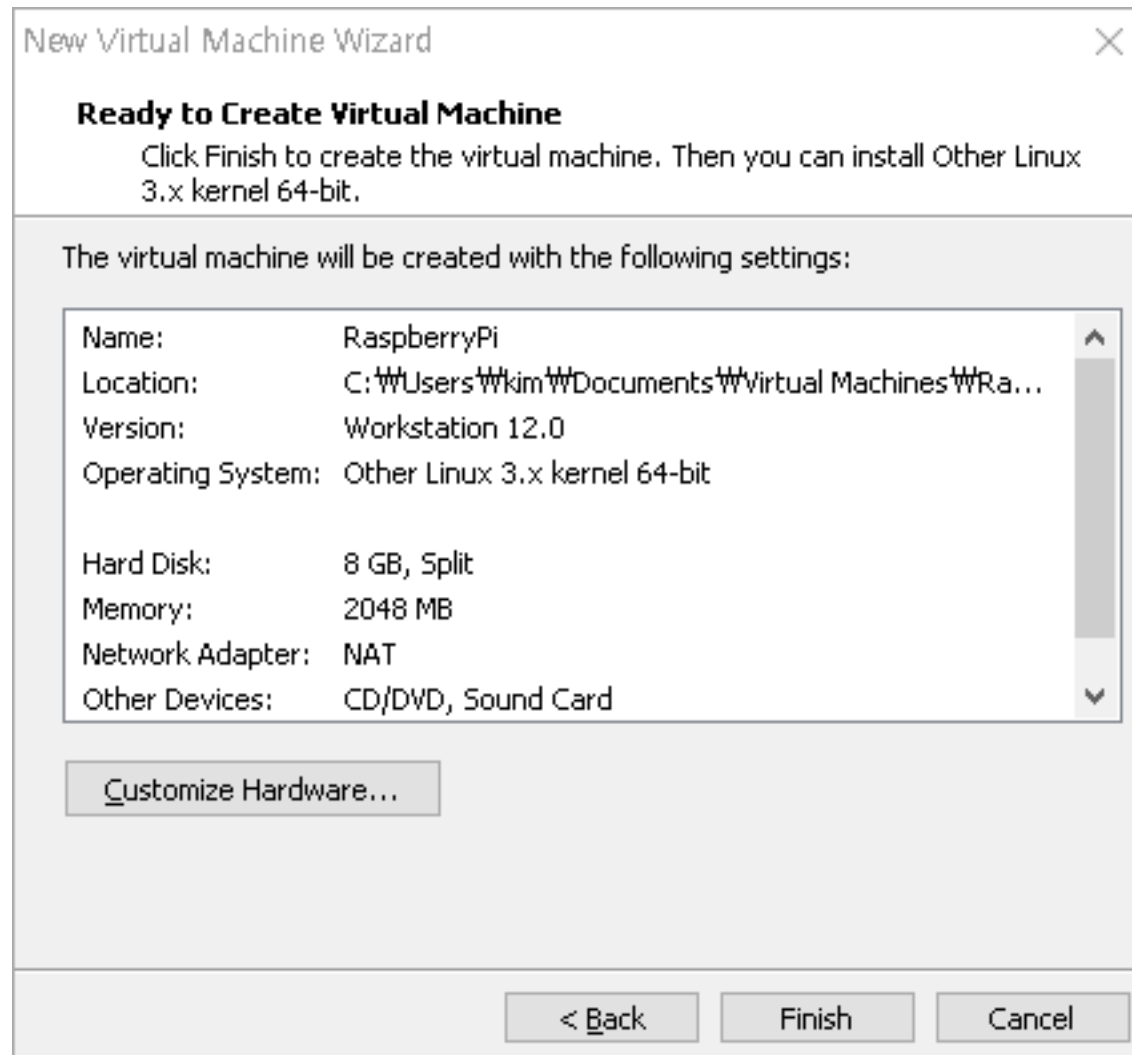 New Virtual Machine Wizard
Ready to Create Virtual Machine
Click Finish to create the virtual machine. Then you can install Other Linux
3.x kernel 64-bit.
The virtual machine will be created with the following settings:
Name: RaspberryPi
Location: C:₩Users₩kim₩Documents₩Virtual Machines₩Ra...
Version: Workstation 12.0
Operating System: Other Linux 3.x kernel 64-bit
Hard Disk: 8 GB, Split
Memory: 2048 MB
Network Adapter: NAT
Other Devices: CD/DVD, Sound Card
Customize Hardware...
< Back Finish Cancel